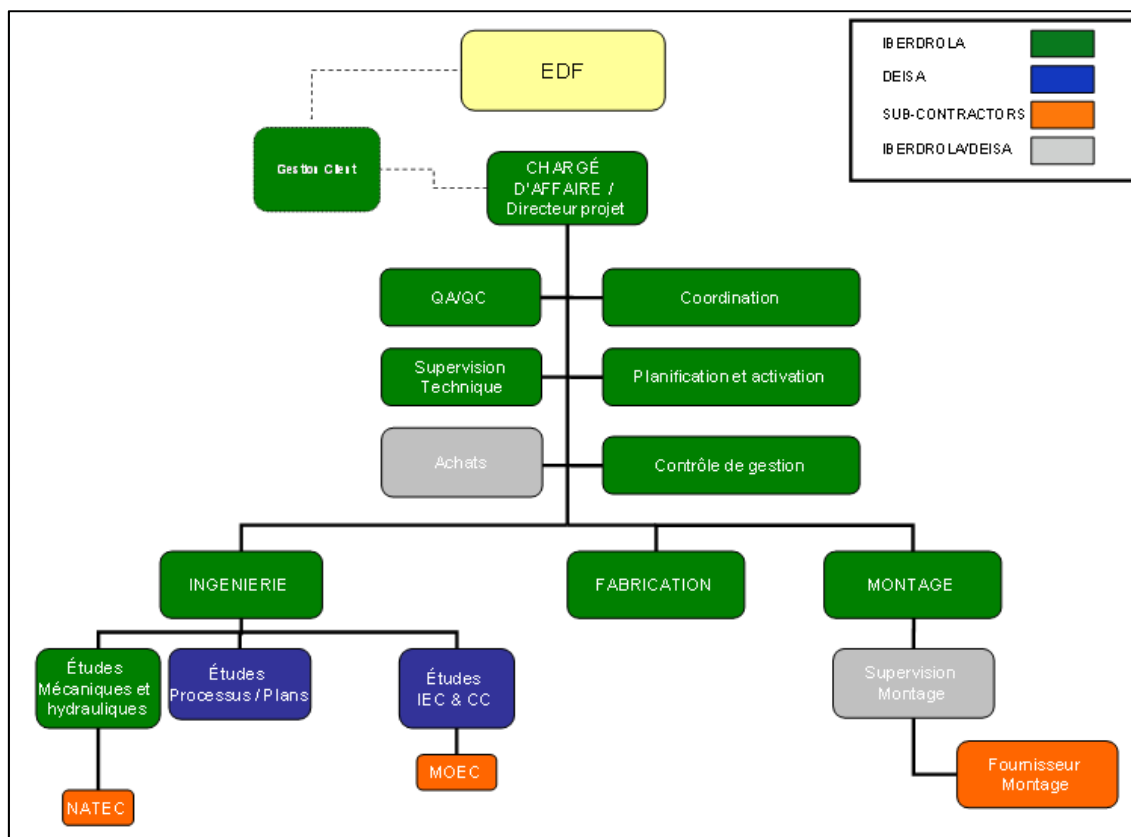 EDF
IBERDROLA
DEISA
SUB-CONTRACTORS
IBERDROLA/DEISA
Gestion Client
CHARGÉ
D'AFFAIRE /
Directeur projet
QA/QC
Coordination
Supervision
Technique
Planification et activation
Achats
Contrôle de gestion
INGENIERIE
FABRICATION
MONTAGE
Études
Mécaniques et
hydrauliques
Études
Processus / Plans
Études
IEC & CC
Supervision
Montage
NATEC
MOEC
Fournisseur
Montage